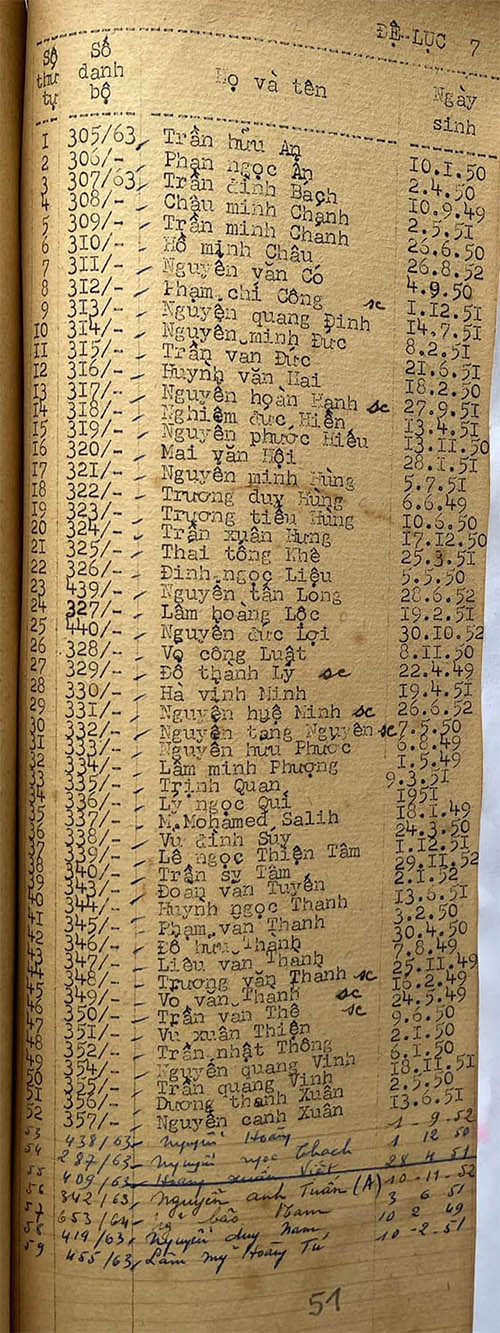 ĐỆ LỤC 7
Số thứ tự Số danh bộ Họ và tên Ngày sinh
1 305/63 Trần hữu Ẩn 10.1.50
2 306/- Phan ngọc Ẩn 2.4.50
3 307/63 Trần đình Bạch 10.9.49
4 308/- Châu minh Chánh 2.5.51
5 309/- Trần minh Chánh 26.6.50
6 310/- Hồ minh Châu 26.8.52
7 311/- Nguyễn văn Có 4.9.50
8 312/- Phạm chí Công sc 1.12.51
9 313/- Nguyễn quang Định 14.7.51
10 314/- Nguyễn minh Đức 8.2.51
11 315/- Trần văn Đức 21.6.51
12 316/- Huỳnh văn Hai 18.2.50
13 317/- Nguyễn hoàn Hạnh sc 27.9.51
14 318/- Nghiêm đức Hiền 13.4.51
15 319/- Nguyễn phước Hiếu 13.11.50
16 320/- Mai văn Hội 28.1.51
17 321/- Nguyễn minh Hùng 5.7.51
18 322/- Trương duy Hùng 6.6.49
19 323/- Trương tiểu Hùng 10.6.50
20 324/- Trần xuân Hưng 17.12.50
21 325/- Thai tống Khê 25.3.51
22 326/- Đinh ngọc Liệu 5.5.50
23 439/- Nguyễn tấn Long 28.6.52
24 327/- Lâm hoàng Lộc 19.2.51
25 440/- Nguyễn đức Lợi 30.10.52
26 328/- Võ công Luật 8.11.50
27 329/- Đỗ thành Lý sc 22.4.49
28 330/- Hà vĩnh Minh 19.4.51
29 331/- Nguyễn huệ Minh sc 26.6.52
30 332/- Nguyễn tang Nguyên sc 7.5.50
31 333/- Nguyễn hữu Phước 6.8.49
32 334/- Lâm minh Phượng 1.5.49
33 335/- Trịnh Quan 9.3.51
34 336/- Lý ngọc Quí 1951
35 337/- M.Mohamed Salih 18.1.49
36 338/- Vũ đình Súy 24.3.50
37 339/- Lê ngọc Thiện Tâm 1.12.51
38 340/- Trần sỹ Tâm 29.11.52
39 343/- Đoàn văn Tuyên 2.1.52
40 344/- Huỳnh ngọc Thanh 13.6.51
41 345/- Phạm văn Thanh 3.2.50
42 346/- Đỗ hữu Thành 30.4.50
43 347/- Liêu văn Thanh 7.8.49
44 348/- Trương văn Thanh sc 25.11.49
45 349/- Võ văn Thanh sc 16.2.49
46 350/- Trần văn Thê sc 24.5.49
47 351/- Vũ xuân Thiện 9.6.50
48 352/- Trần nhật Thông 2.1.50
49 354/- Nguyễn quang Vinh 6.1.50
50 355/- Trần quang Vinh 18.11.51
51 356/- Dương thanh Xuân 2.5.50
52 357/- Nguyễn cảnh Xuân 13.6.51
53 438/63 Nguyễn Hoàng 1 9.52
54 287/63 Nguyễn ngọc Thach 1 12 50
55 409/63 Hoàng xuân Việt 28 4 51
56 342/63 Nguyễn anh Tuấn (A) 10-11-52
57 653/64 bảo Nam 3 6 51
58 419/63 Nguyễn duy Nam 10 2 49
59 455/63 Lâm mỹ Hoàng Tú 10-2-51
51